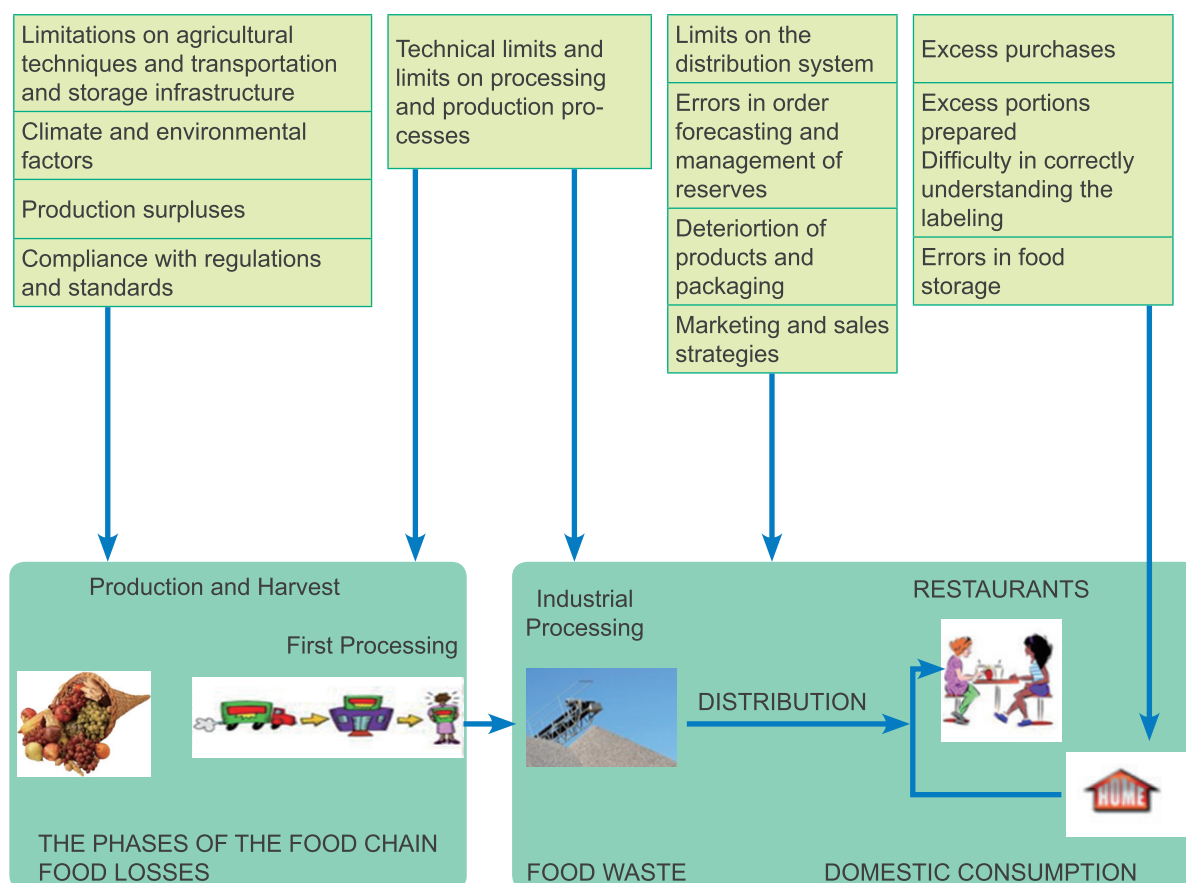 Limitations on agricultural
techniques and transportation
and storage infrastructure
Climate and environmental
factors
Production surpluses
Compliance with regulations
and standards
Technical limits and
limits on processing
and production pro-
cesses
Limits on the
distribution system
Errors in order
forecasting and
management of
reserves
Deteriortion of
products and
packaging
Marketing and sales
strategies
Excess purchases
Excess portions
prepared
Difficulty in correctly
understanding the
labeling
Errors in food
storage
Production and Harvest
First Processing
Industrial
Processing
DISTRIBUTION
RESTAURANTS
HOME
THE PHASES OF THE FOOD CHAIN
FOOD LOSSES
FOOD WASTE
DOMESTIC CONSUMPTION